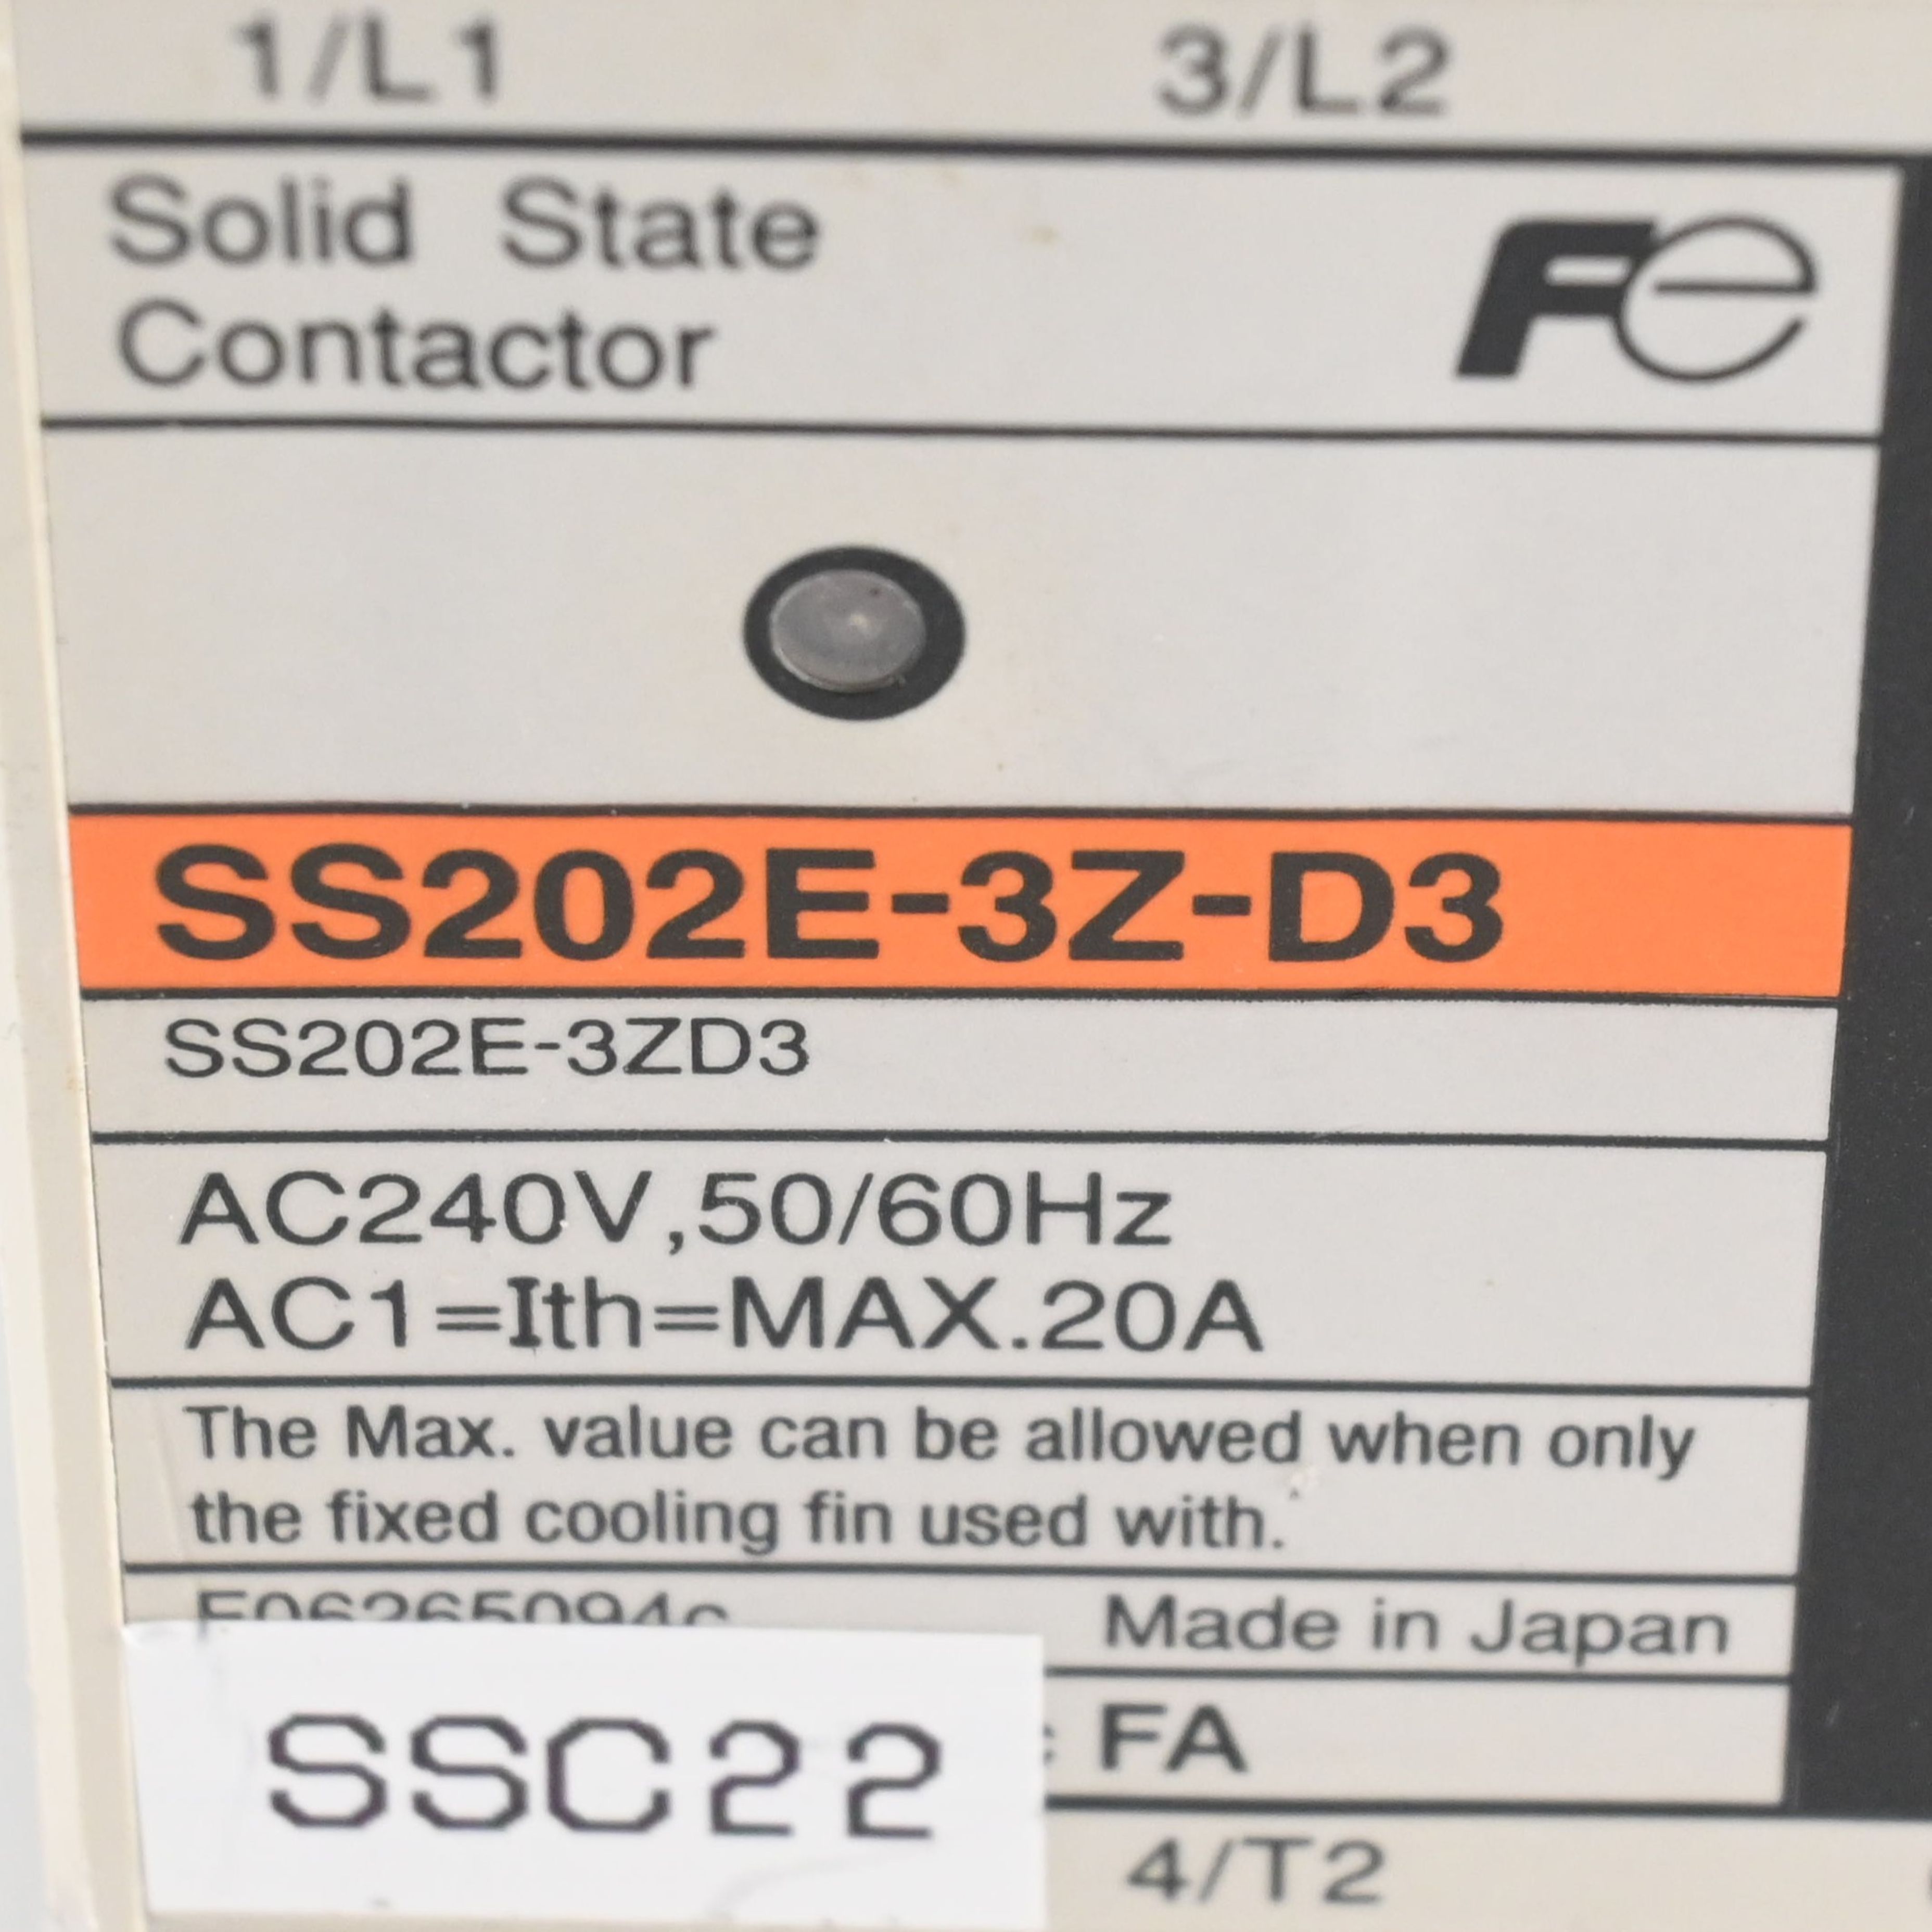 1/L1 3/L2
Solid State Fe
Contactor
SS202E-3Z-D3
SS202E-3ZD3
AC240V,50/60Hz
AC1=Ith=MAX.20A
The Max. value can be allowed when only
the fixed cooling fin used with.
Made in Japan
FA
SSC22
4/T2